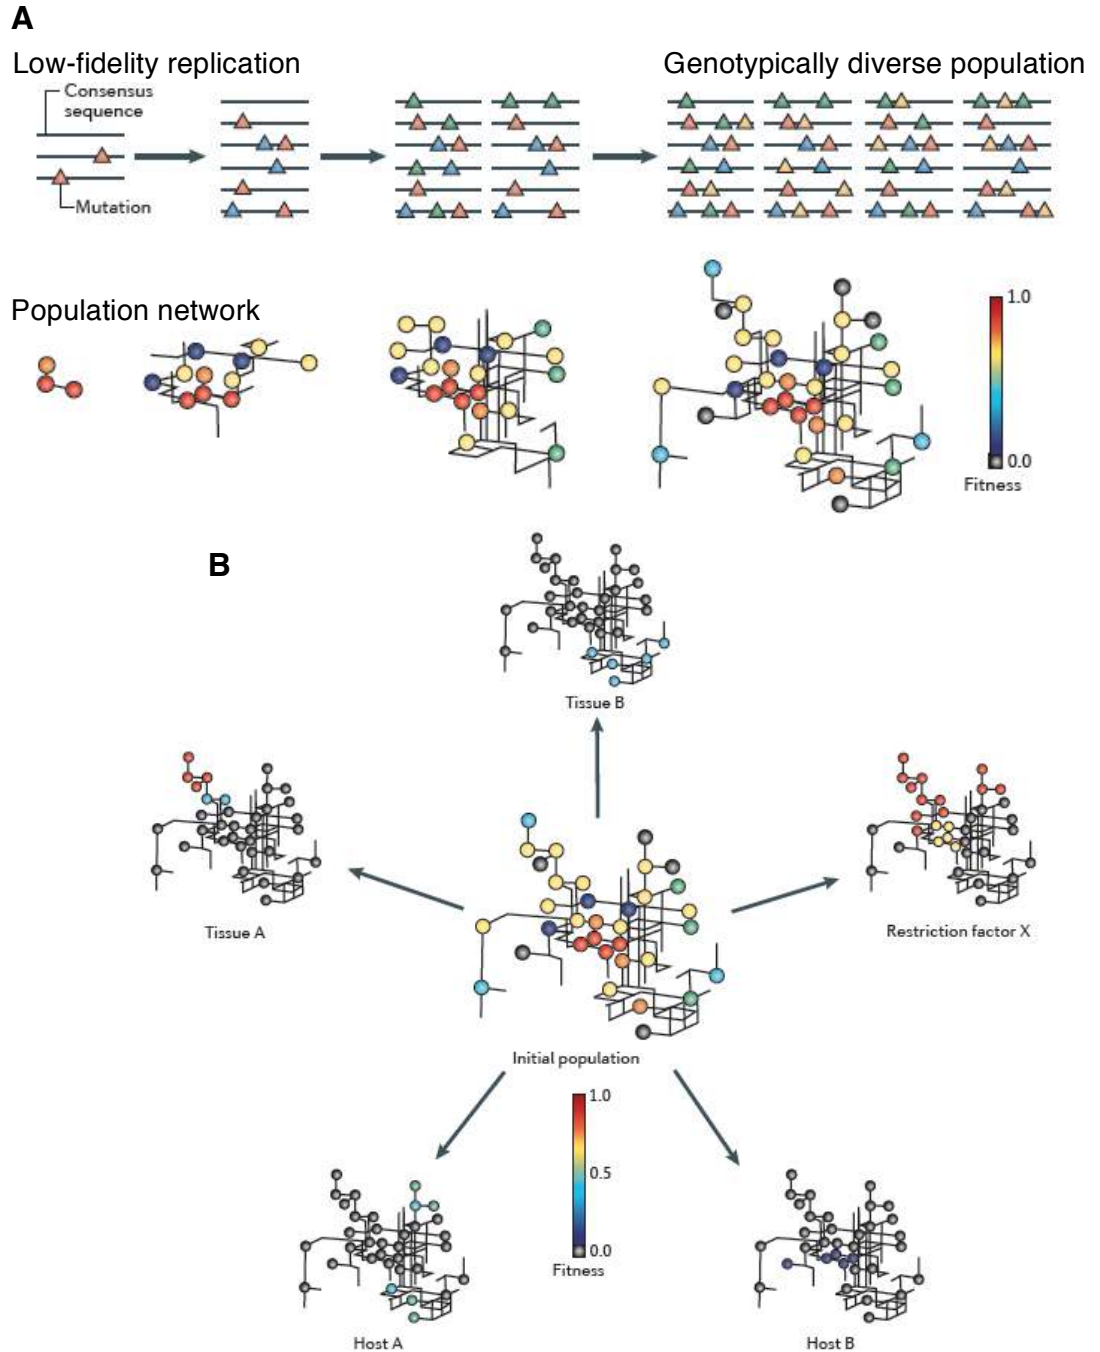 A
Low-fidelity replication
Genotypically diverse population
Consensus
sequence
Mutation
Population network
1.0
0.0
Fitness
B
Tissue B
Tissue A
Restriction factor X
Initial population
1.0
0.5
0.0
Fitness
Host A
Host B